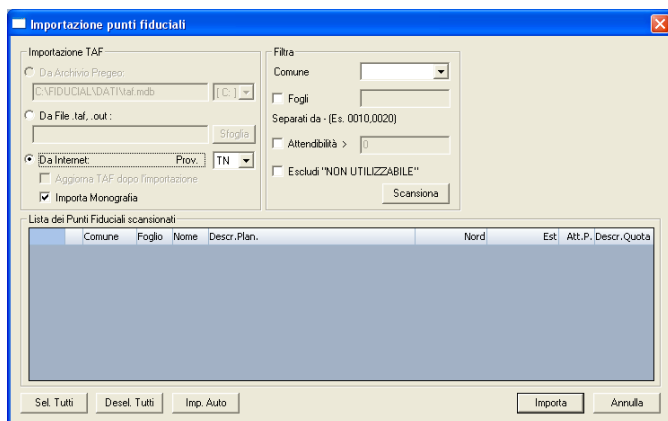 Importazione punti fiduciali
Importazione TAF
Da Archivio Pregeo:
C:\FIDUCIAL\DATI\taf.mdb
[ C: ]
Da File .taf, .out :
Sfoglia
Da Internet:
Prov.
TN
Aggiorna TAF dopo l'importazione
Importa Monografia
Filtra
Comune
Fogli
Separati da - (Es. 0010,0020)
Attendibilità >
0
Escludi "NON UTILIZZABILE"
Scansiona
Lista dei Punti Fiduciali scansionati
Comune Foglio Nome Descr.Plan. Nord Est Att.P. Descr.Quota
Sel. Tutti
Desel. Tutti
Imp. Auto
Importa
Annulla